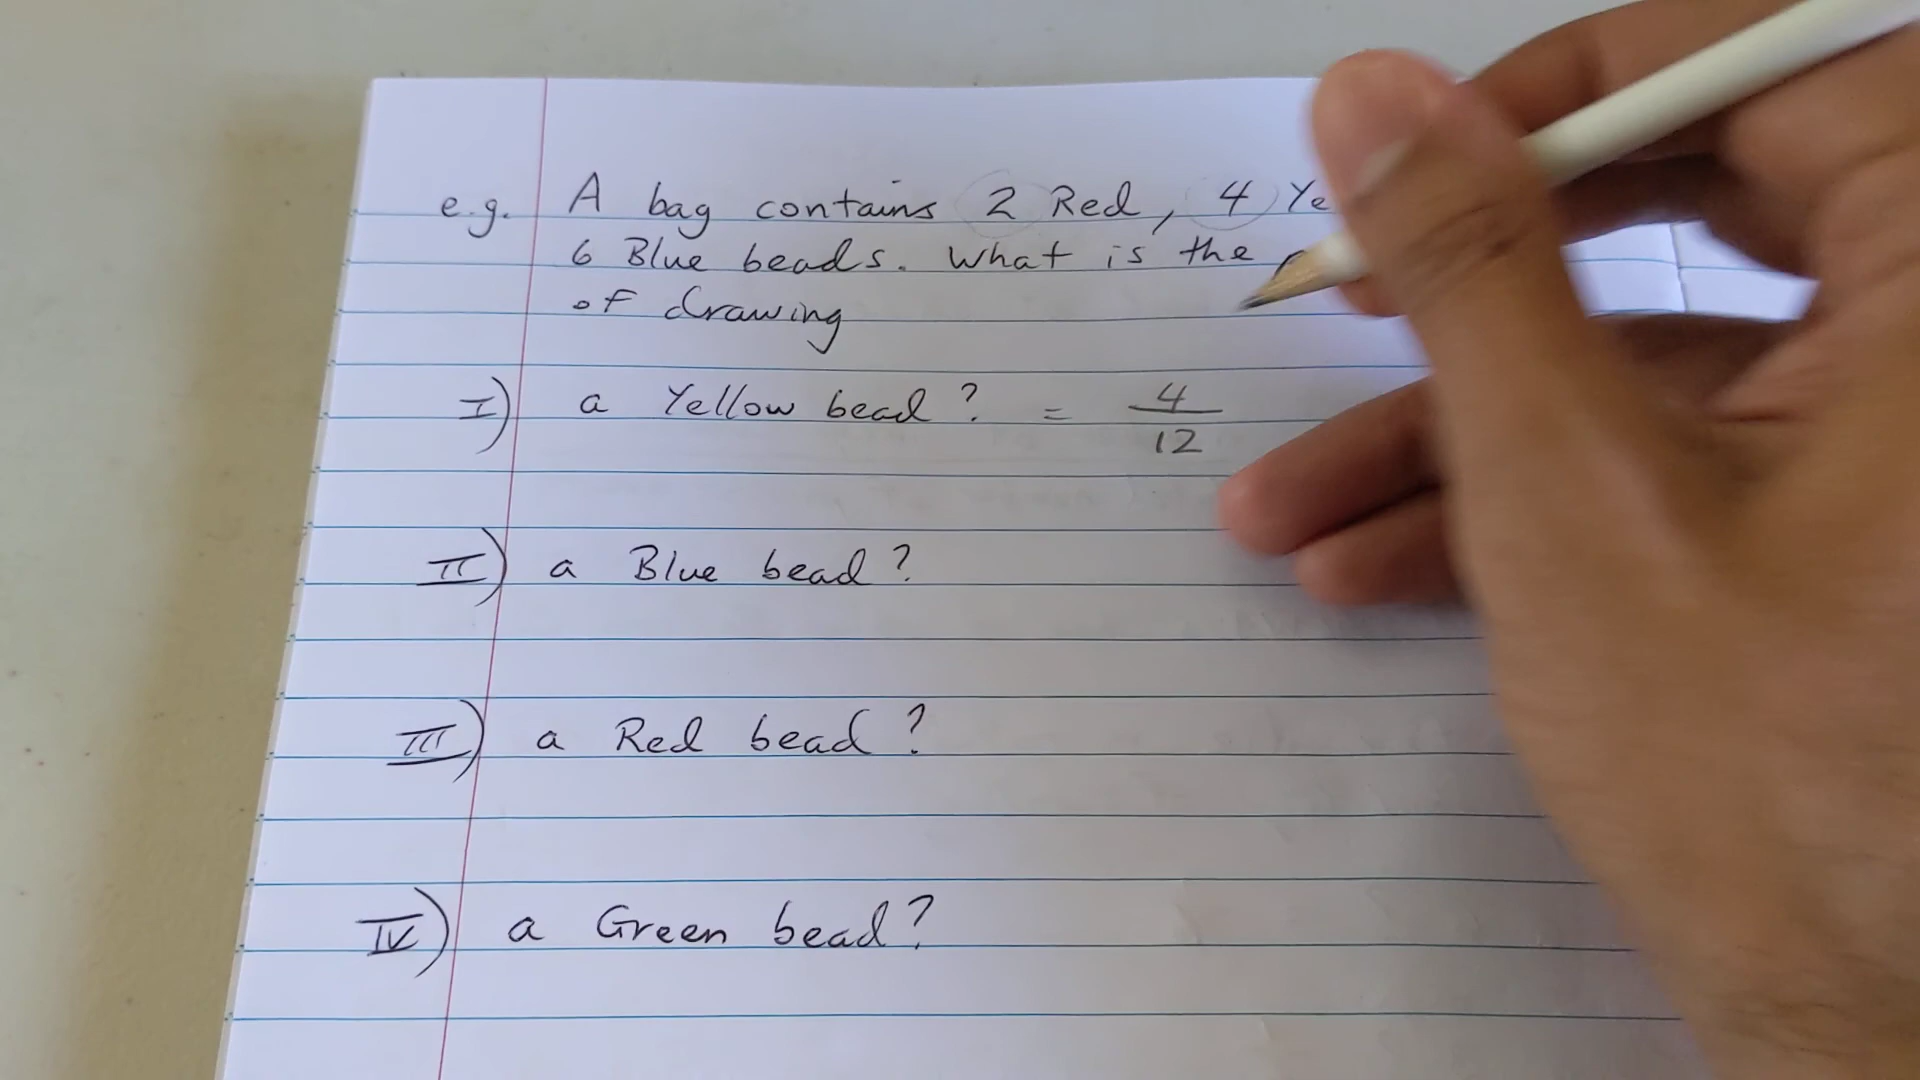 e.g. A bag contains 2 Red, 4 Ye
6 Blue beads. What is the
of drawing
I) a Yellow bead? = 4/12
II) a Blue bead?
III) a Red bead?
IV) a Green bead?